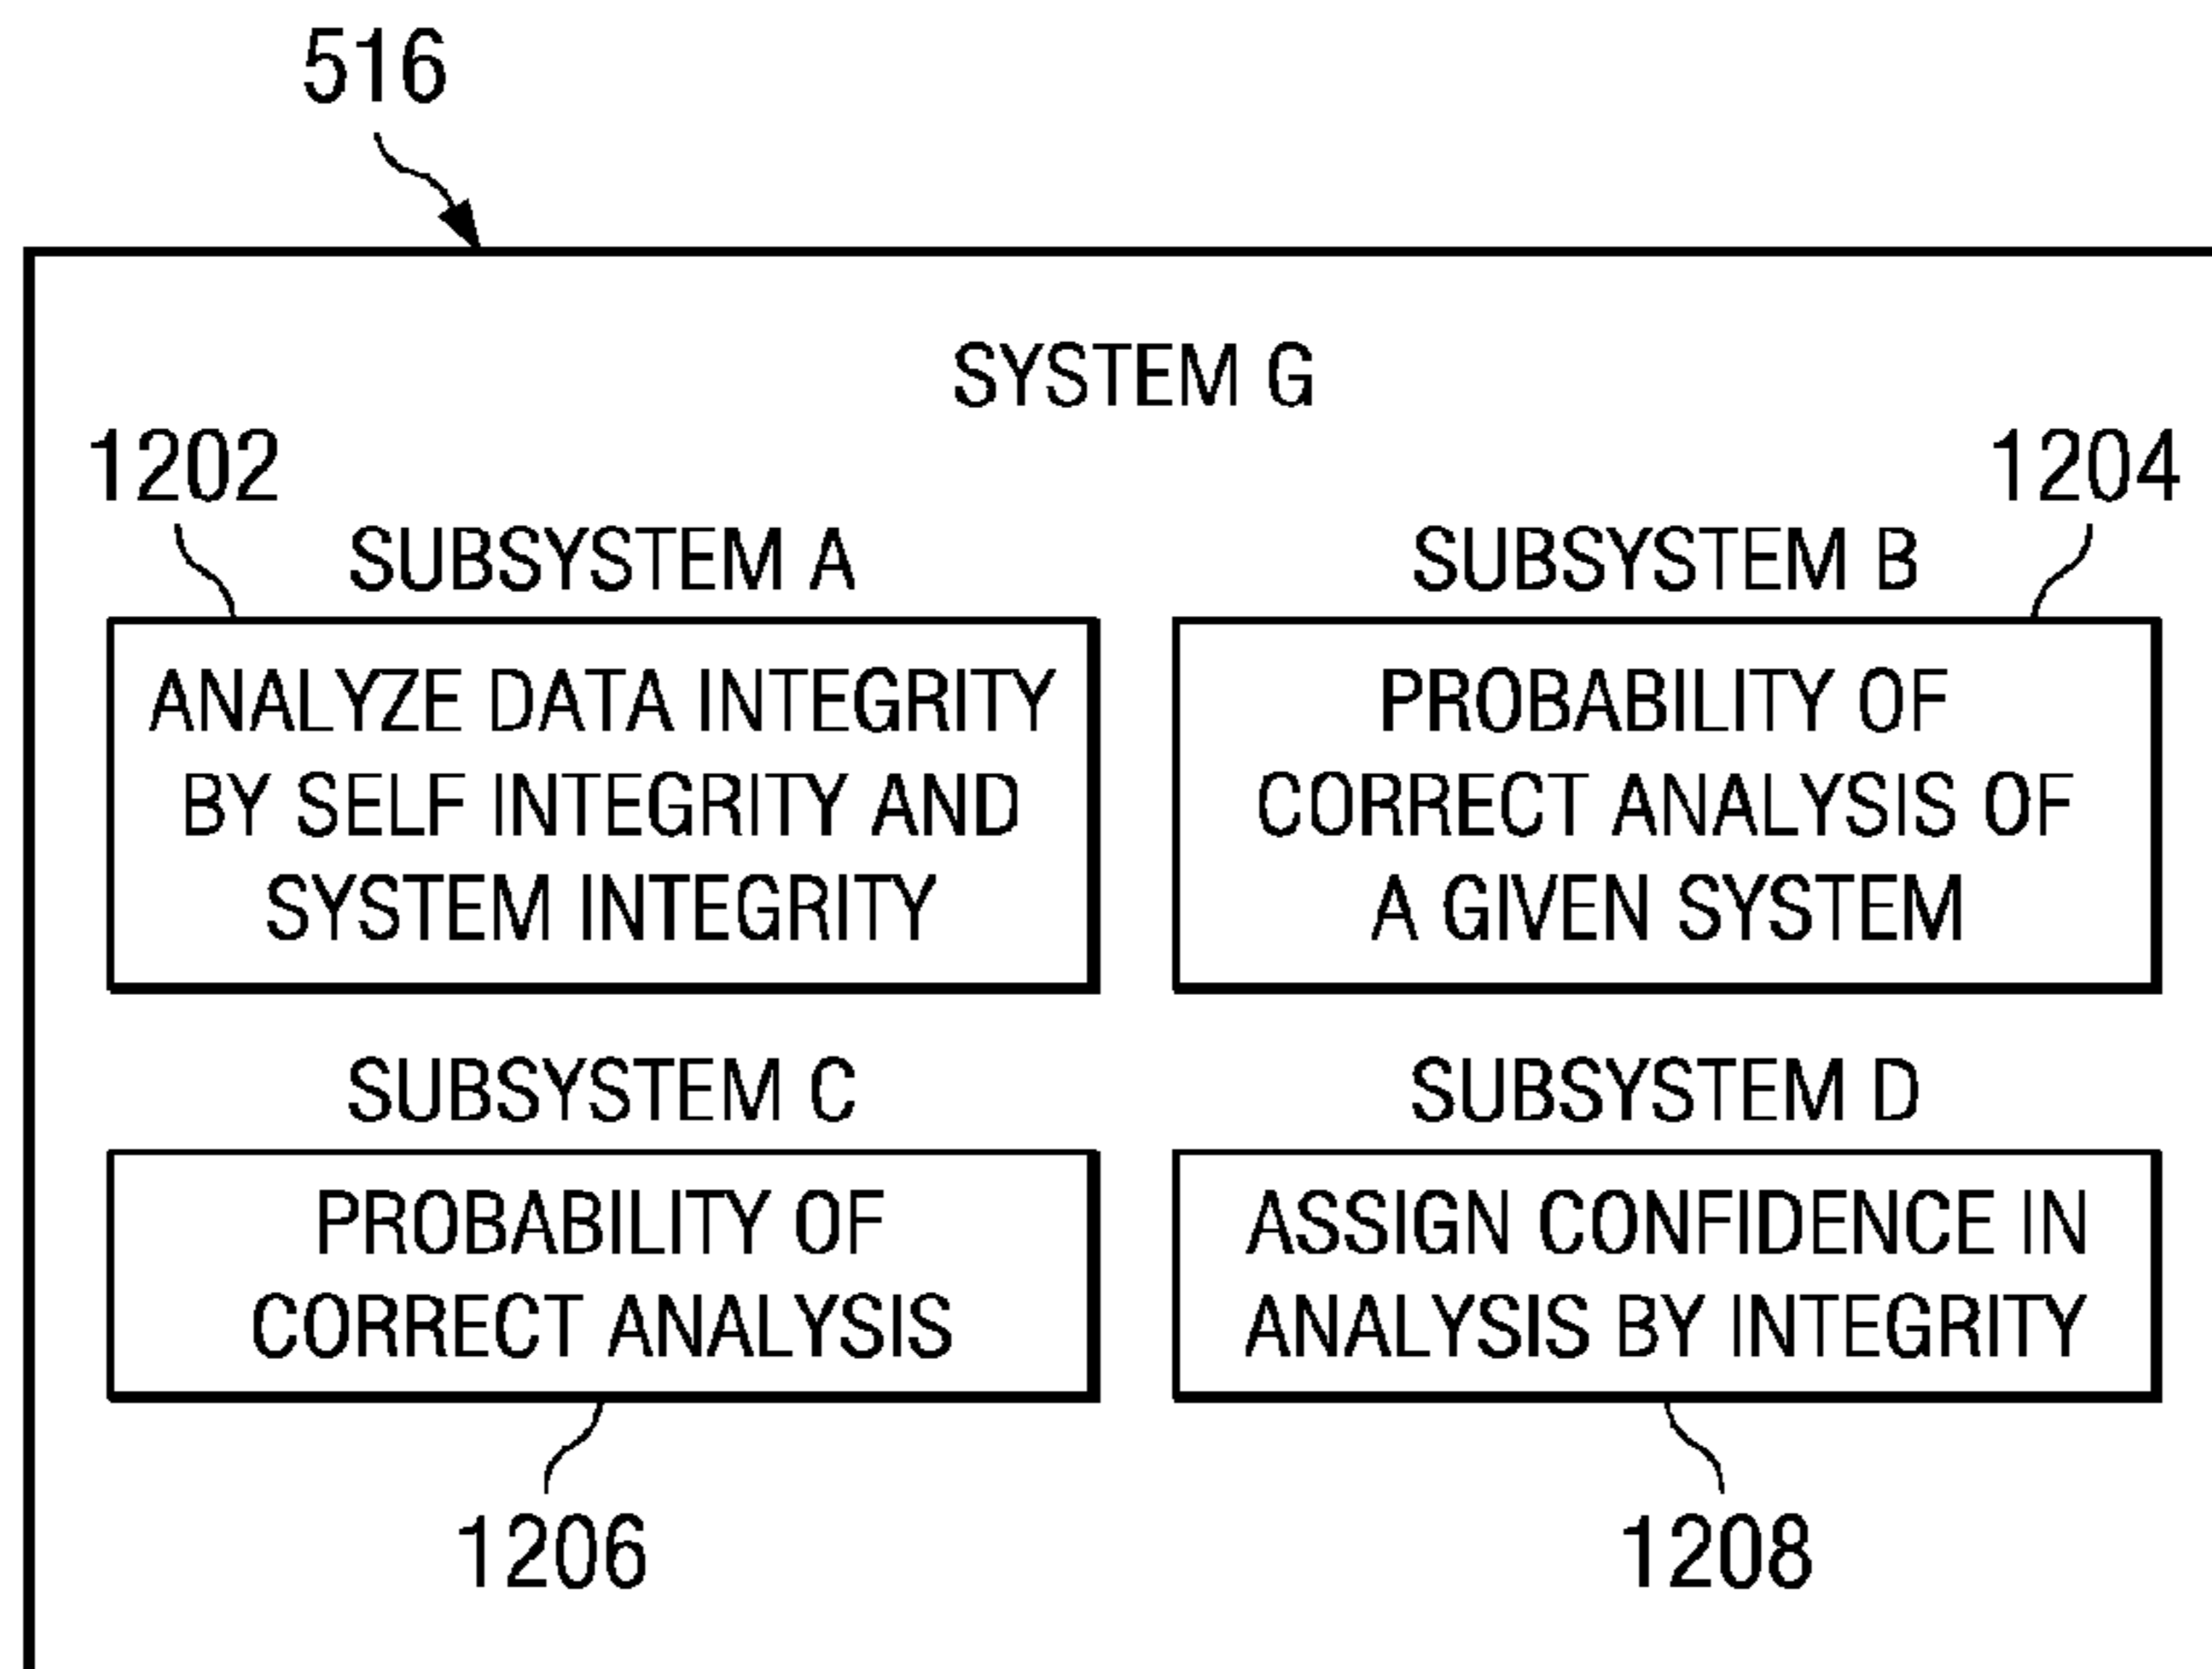 516
SYSTEM G
1202
1204
SUBSYSTEM A
SUBSYSTEM B
ANALYZE DATA INTEGRITY
BY SELF INTEGRITY AND
SYSTEM INTEGRITY
PROBABILITY OF
CORRECT ANALYSIS OF
A GIVEN SYSTEM
SUBSYSTEM C
SUBSYSTEM D
PROBABILITY OF
CORRECT ANALYSIS
ASSIGN CONFIDENCE IN
ANALYSIS BY INTEGRITY
1206
1208